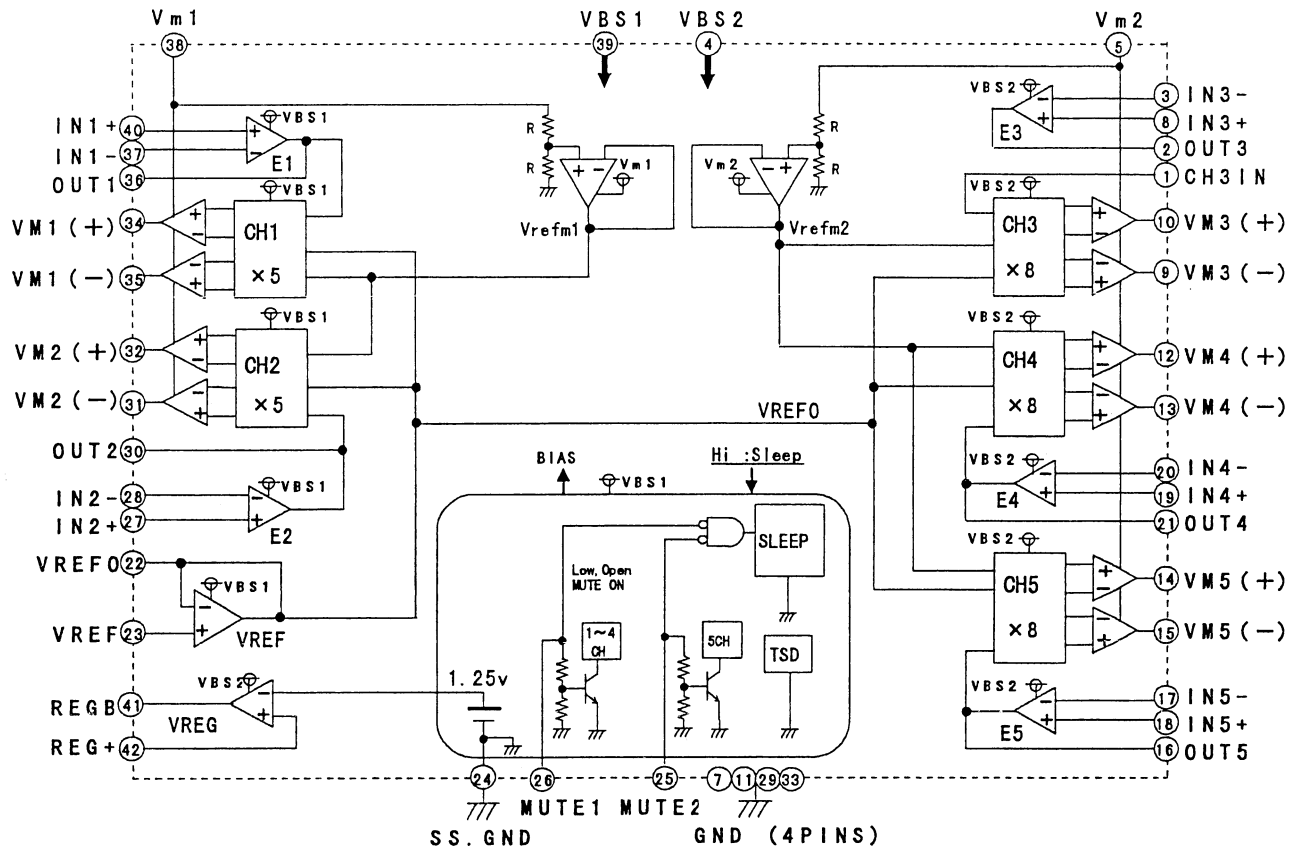 Vm1 VBS1 VBS2 Vm2
38 39 4 5
IN1+ 40
IN1- 37
OUT1 36
VM1(+) 34
VM1(-) 35
VM2(+) 32
VM2(-) 31
OUT2 30
IN2- 28
IN2+ 27
VREFO 22
VREF 23
REGB 41
REG+ 42
+ - VBS1
E1
VBS1
CH1
×5
+ -
- +
VBS1
CH2
×5
+ -
- +
VBS1
- +
E2
VBS1
- +
VREF
VBS2
- +
VREG
R
R
+ - Vm1
Vrefm1
R
R
Vm2 - +
Vrefm2
VREFO
BIAS
VBS1
Hi :Sleep
SLEEP
Low,Open
MUTE ON
1~4
CH
5CH
TSD
1.25v
VBS2
- +
E3
VBS2
CH3
×8
+ -
- +
VBS2
CH4
×8
+ -
- +
VBS2
- +
E4
VBS2
CH5
×8
+ -
- +
VBS2
- +
E5
3 IN3-
8 IN3+
2 OUT3
1 CH3IN
10 VM3(+)
9 VM3(-)
12 VM4(+)
13 VM4(-)
20 IN4-
19 IN4+
21 OUT4
14 VM5(+)
15 VM5(-)
17 IN5-
18 IN5+
16 OUT5
24 26 25 7 11 29 33
MUTE1 MUTE2
SS.GND GND (4PINS)